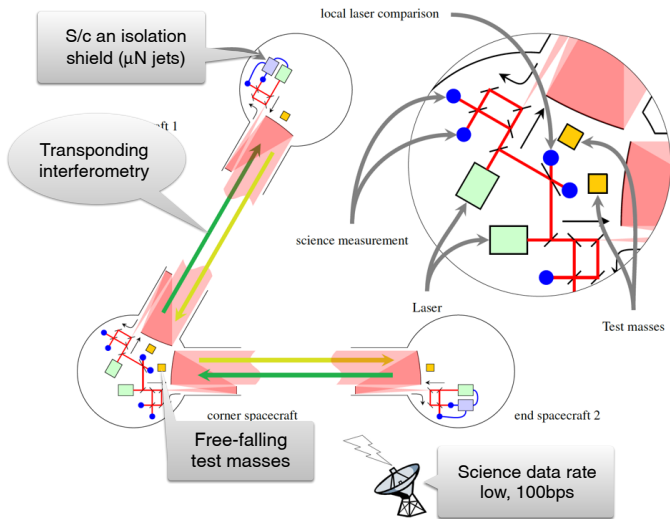 S/c an isolation
shield (μN jets)
local laser comparison
craft 1
Transponding
interferometry
science measurement
Laser
Test masses
corner spacecraft
end spacecraft 2
Free-falling
test masses
Science data rate
low, 100bps